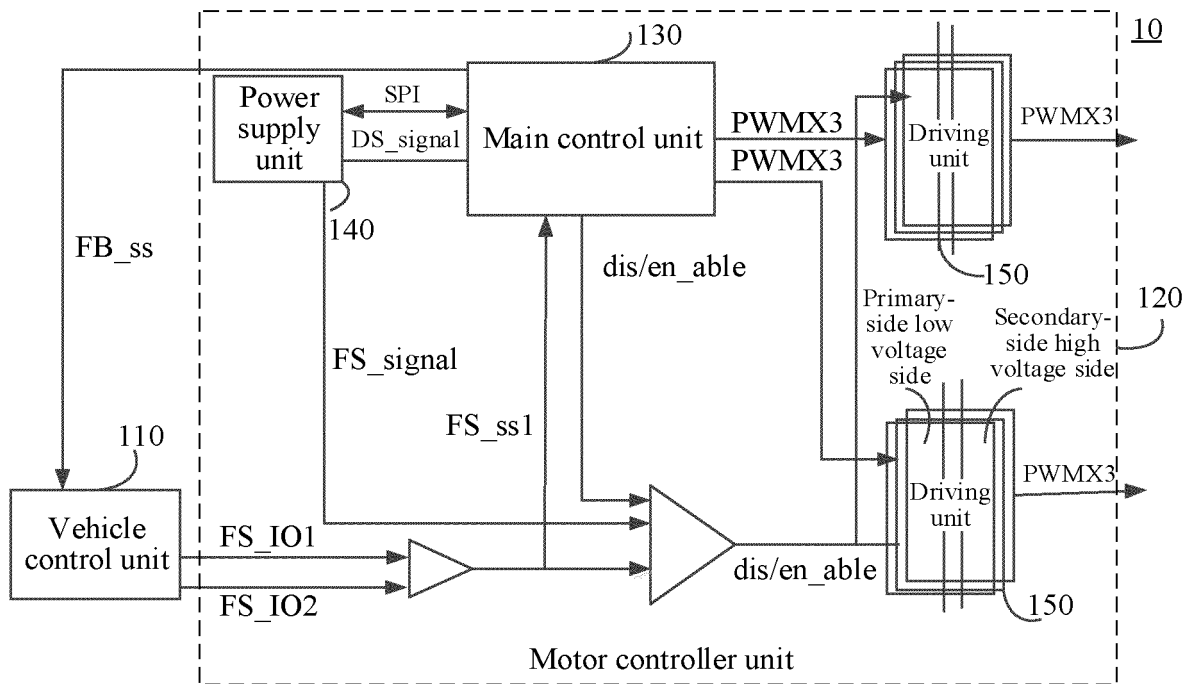 10
130
Power
supply
unit
SPI
DS_signal
Main control unit
PWMX3
PWMX3
Driving
unit
PWMX3
140
150
FB_ss
dis/en_able
120
Primary-
side low
voltage
side
Secondary-
side high
voltage side
FS_signal
FS_ss1
110
Vehicle
control unit
FS_IO1
FS_IO2
dis/en_able
Driving
unit
PWMX3
150
Motor controller unit